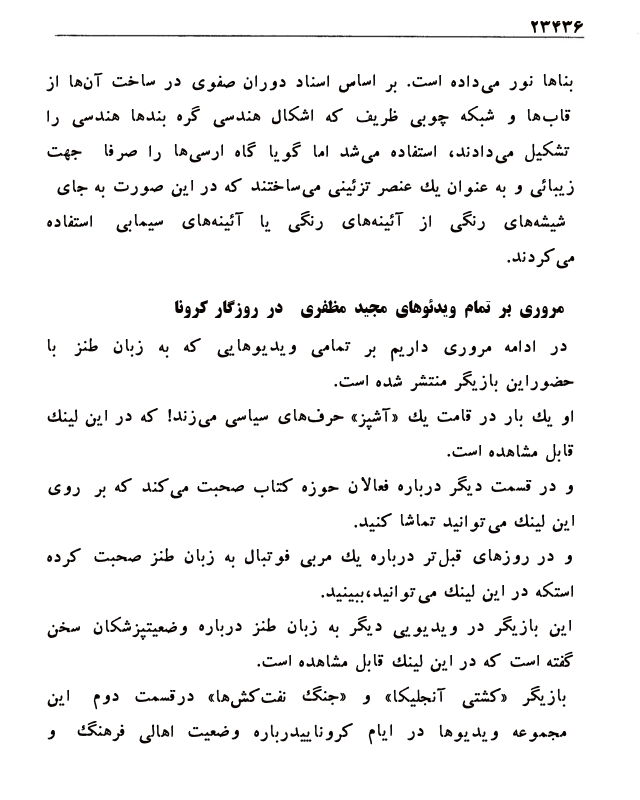 ۲۳۴۳۶
بناها نور می‌داده است. بر اساس اسناد دوران صفوی در ساخت آن‌ها از
قاب‌ها و شبکه چوبی ظریف که اشکال هندسی گره بندها هندسی را
تشکیل می‌دادند، استفاده می‌شد اما گویا گاه ارسی‌ها را صرفا جهت
زیبائی و به عنوان یك عنصر تزئینی می‌ساختند که در این صورت به جای
شیشه‌های رنگی از آئینه‌های رنگی یا آئینه‌های سیمابی استفاده
می‌کردند.
مروری بر تمام ویدئوهای مجید مظفری در روزگار کرونا
در ادامه مروری داریم بر تمامی ویدیوهایی که به زبان طنز با
حضوراین بازیگر منتشر شده است.
او یك بار در قامت یك «آشپز» حرف‌های سیاسی می‌زند! که در این لینك
قابل مشاهده است.
و در قسمت دیگر درباره فعالان حوزه کتاب صحبت می‌کند که بر روی
این لینك می‌توانید تماشا کنید.
و در روزهای قبل‌تر درباره یك مربی فوتبال به زبان طنز صحبت کرده
استکه در این لینك می‌توانید،ببینید.
این بازیگر در ویدیویی دیگر به زبان طنز درباره وضعیتپزشکان سخن
گفته است که در این لینك قابل مشاهده است.
بازیگر «کشتی آنجلیکا» و «جنگ نفت‌کش‌ها» درقسمت دوم این
مجموعه ویدیوها در ایام کروناییدرباره وضعیت اهالی فرهنگ و